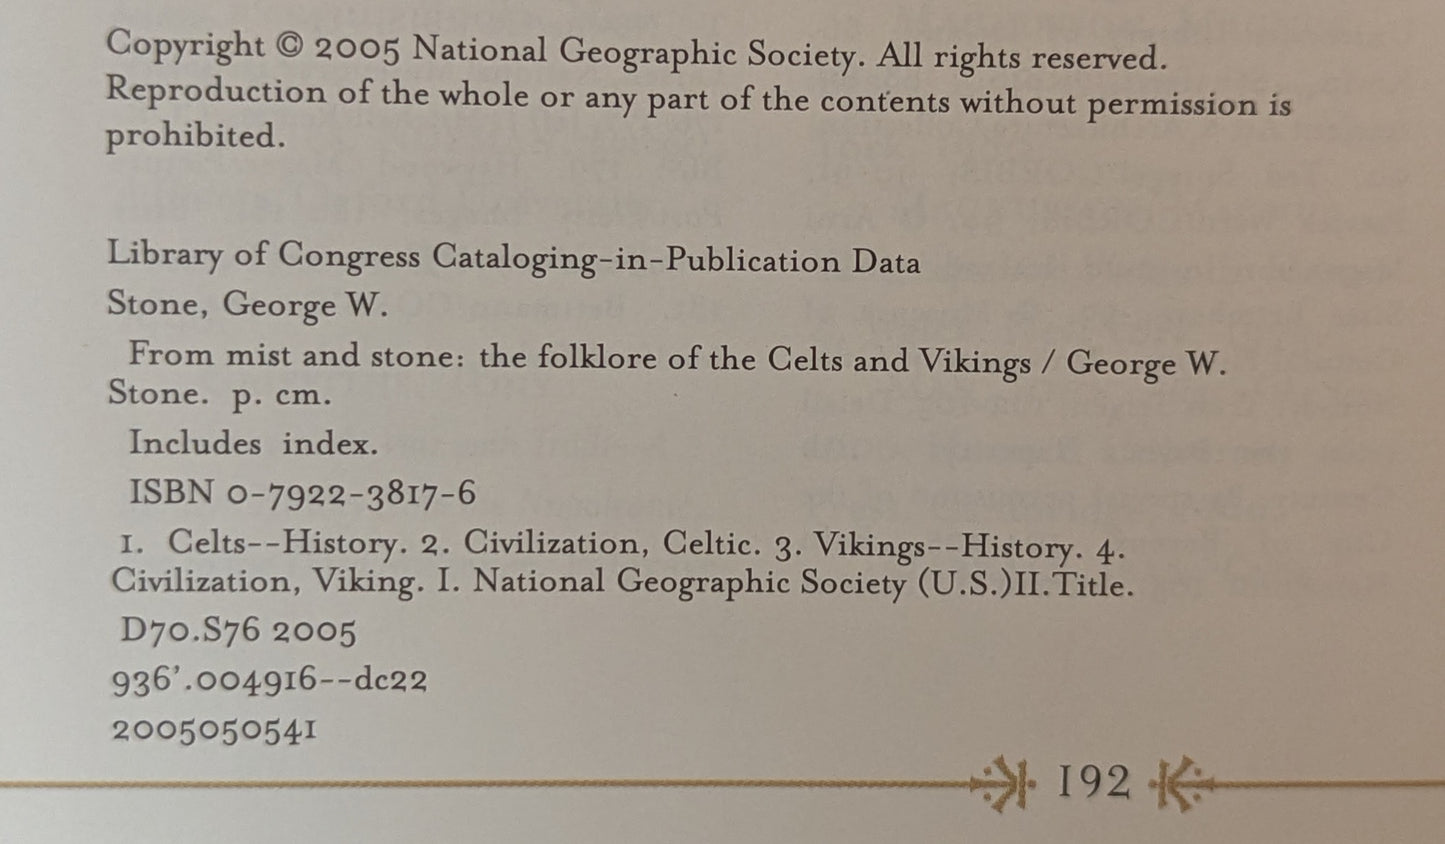 Copyright © 2005 National Geographic Society. All rights reserved.
Reproduction of the whole or any part of the contents without permission is
prohibited.
Library of Congress Cataloging-in-Publication Data
Stone, George W.
From mist and stone: the folklore of the Celts and Vikings / George W.
Stone. p. cm.
Includes index.
ISBN 0-7922-3817-6
1. Celts--History. 2. Civilization, Celtic. 3. Vikings--History. 4.
Civilization, Viking. I. National Geographic Society (U.S.)II.Title.
D70.S76 2005
936'.004916--dc22
2005050541
192